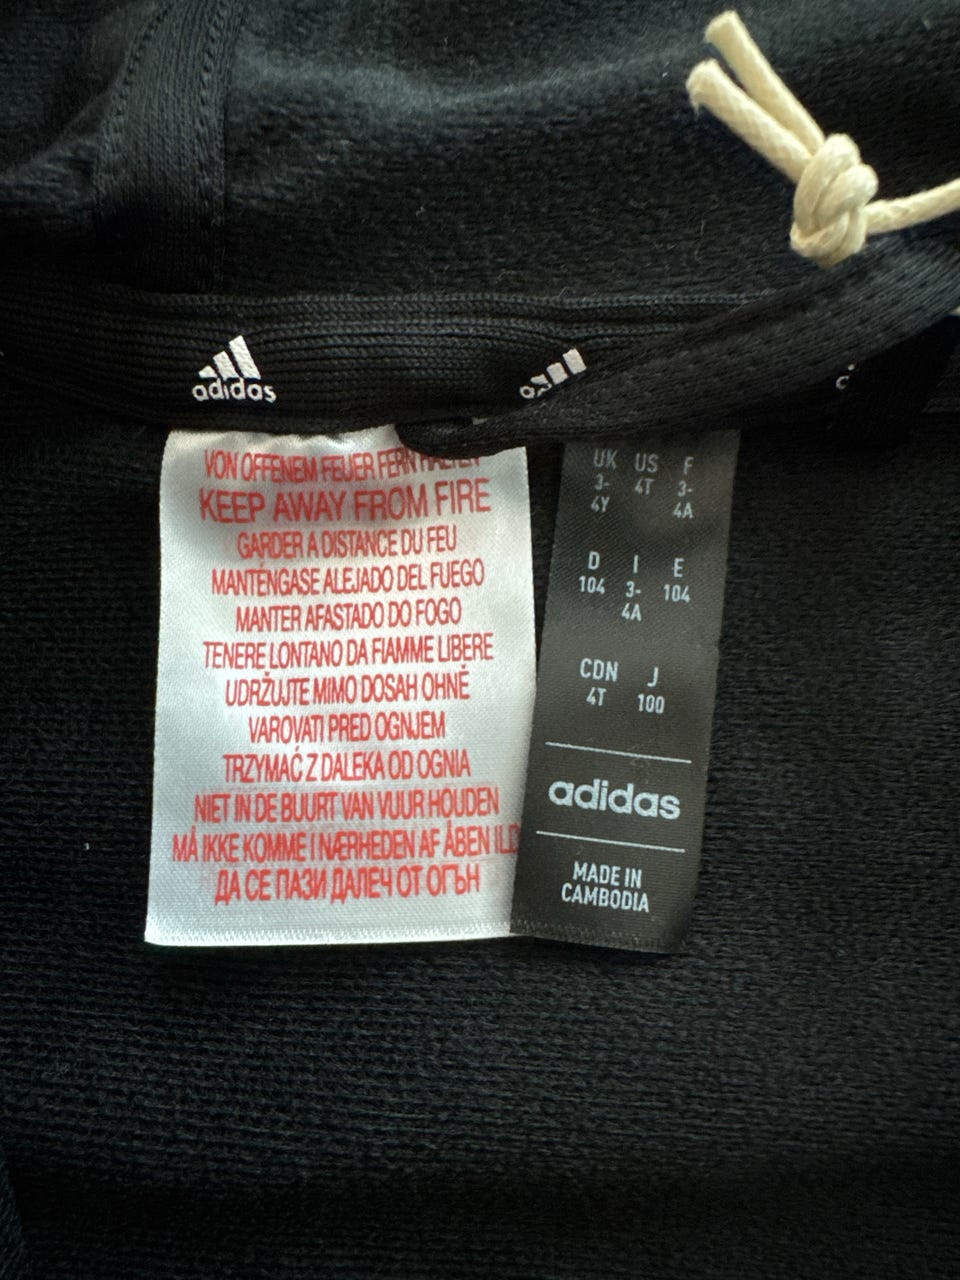 adidas
adidas
VON OFFENEM FEUER FERN HALTEN
KEEP AWAY FROM FIRE
GARDER A DISTANCE DU FEU
MANTÉNGASE ALEJADO DEL FUEGO
MANTER AFASTADO DO FOGO
TENERE LONTANO DA FIAMME LIBERE
UDRŽUJTE MIMO DOSAH OHNĚ
VAROVATI PRED OGNJEM
TRZYMAĆ Z DALEKA OD OGNIA
NIET IN DE BUURT VAN VUUR HOUDEN
MÅ IKKE KOMME I NÆRHEDEN AF ÅBEN ILD
ДА СЕ ПАЗИ ДАЛЕЧ ОТ ОГЪН
UK US F
3- 4T 3-
4Y 4A
D I E
104 3- 104
4A
CDN J
4T 100
adidas
MADE IN
CAMBODIA